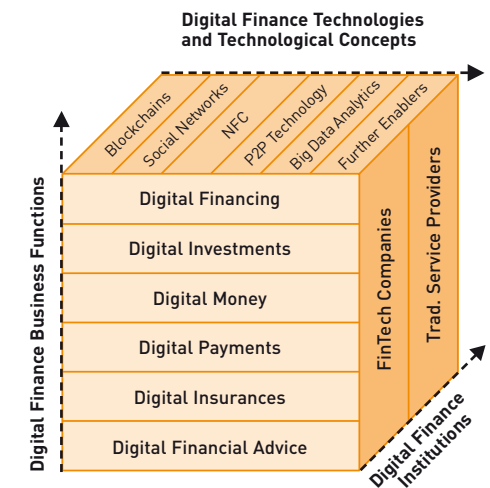 Digital Finance Technologies
and Technological Concepts
Blockchains
Social Networks
NFC
P2P Technology
Big Data Analytics
Further Enablers
Digital Finance Business Functions
Digital Financing
Digital Investments
Digital Money
Digital Payments
Digital Insurances
Digital Financial Advice
FinTech Companies
Trad. Service Providers
Digital Finance
Institutions